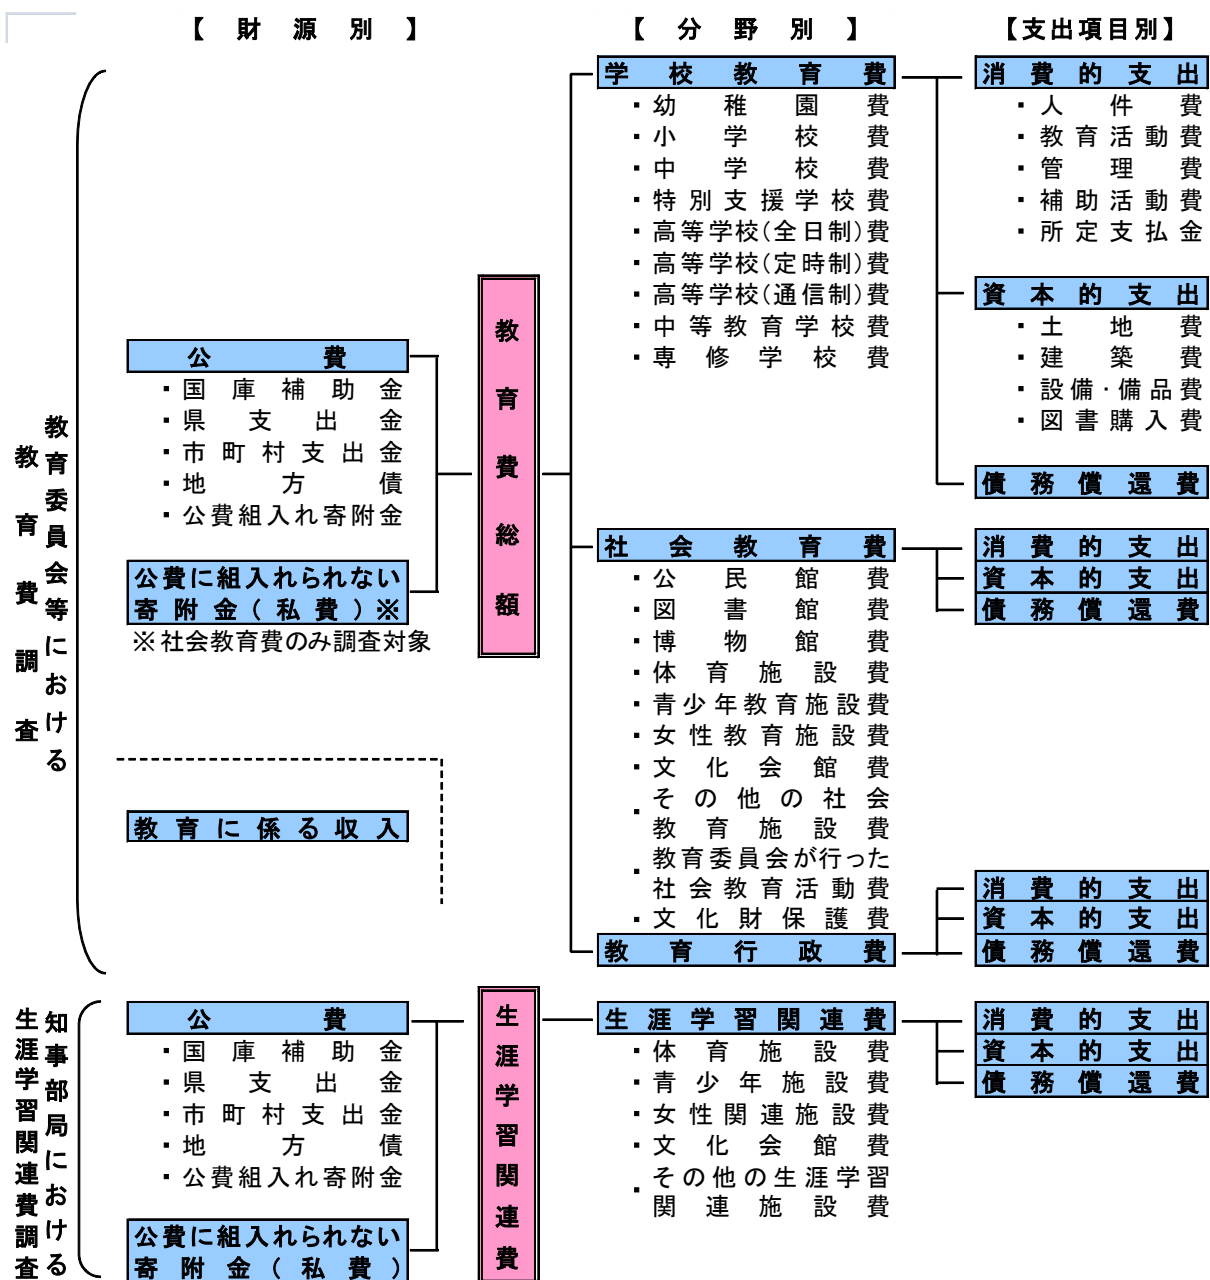 【財源別】
【分野別】
【支出項目別】
教育委員会等における
教育費調査
公費
・国庫補助金
・県支出金
・市町村支出金
・地方債
・公費組入れ寄附金
公費に組入れられない
寄附金(私費)※
※社会教育費のみ調査対象
教育に係る収入
教育費総額
学校教育費
・幼稚園費
・小学校費
・中学校費
・特別支援学校費
・高等学校(全日制)費
・高等学校(定時制)費
・高等学校(通信制)費
・中等教育学校費
・専修学校費
消費的支出
・人件費
・教育活動費
・管理費
・補助活動費
・所定支払金
資本的支出
・土地費
・建築費
・設備・備品費
・図書購入費
債務償還費
社会教育費
・公民館費
・図書館費
・博物館費
・体育施設費
・青少年教育施設費
・女性教育施設費
・文化会館費
・その他の社会
教育施設費
・教育委員会が行った
社会教育活動費
・文化財保護費
消費的支出
資本的支出
債務償還費
教育行政費
消費的支出
資本的支出
債務償還費
知事部局における
生涯学習関連費調査
公費
・国庫補助金
・県支出金
・市町村支出金
・地方債
・公費組入れ寄附金
公費に組入れられない
寄附金(私費)
生涯学習関連費
生涯学習関連費
・体育施設費
・青少年施設費
・女性関連施設費
・文化会館費
・その他の生涯学習
関連施設費
消費的支出
資本的支出
債務償還費